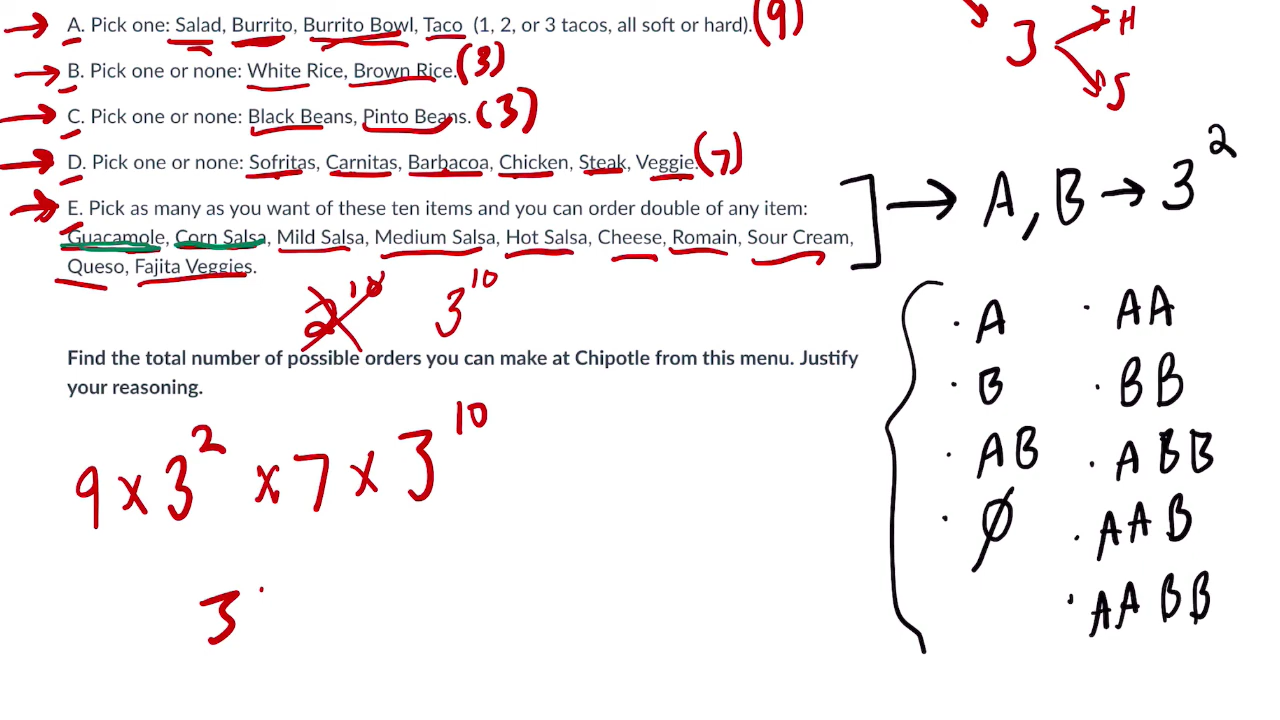 A. Pick one: Salad, Burrito, Burrito Bowl, Taco (1, 2, or 3 tacos, all soft or hard). (9)
B. Pick one or none: White Rice, Brown Rice. (3)
C. Pick one or none: Black Beans, Pinto Beans. (3)
D. Pick one or none: Sofritas, Carnitas, Barbacoa, Chicken, Steak, Veggie. (7)
E. Pick as many as you want of these ten items and you can order double of any item:
Guacamole, Corn Salsa, Mild Salsa, Medium Salsa, Hot Salsa, Cheese, Romain, Sour Cream,
Queso, Fajita Veggies.
2^10 3^10
Find the total number of possible orders you can make at Chipotle from this menu. Justify
your reasoning.
9 x 3^2 x 7 x 3^10
3
3 H
S
] → A, B → 3^2
· A · AA
· B · BB
· AB · ABB
· ∅ · AAB
· AABB